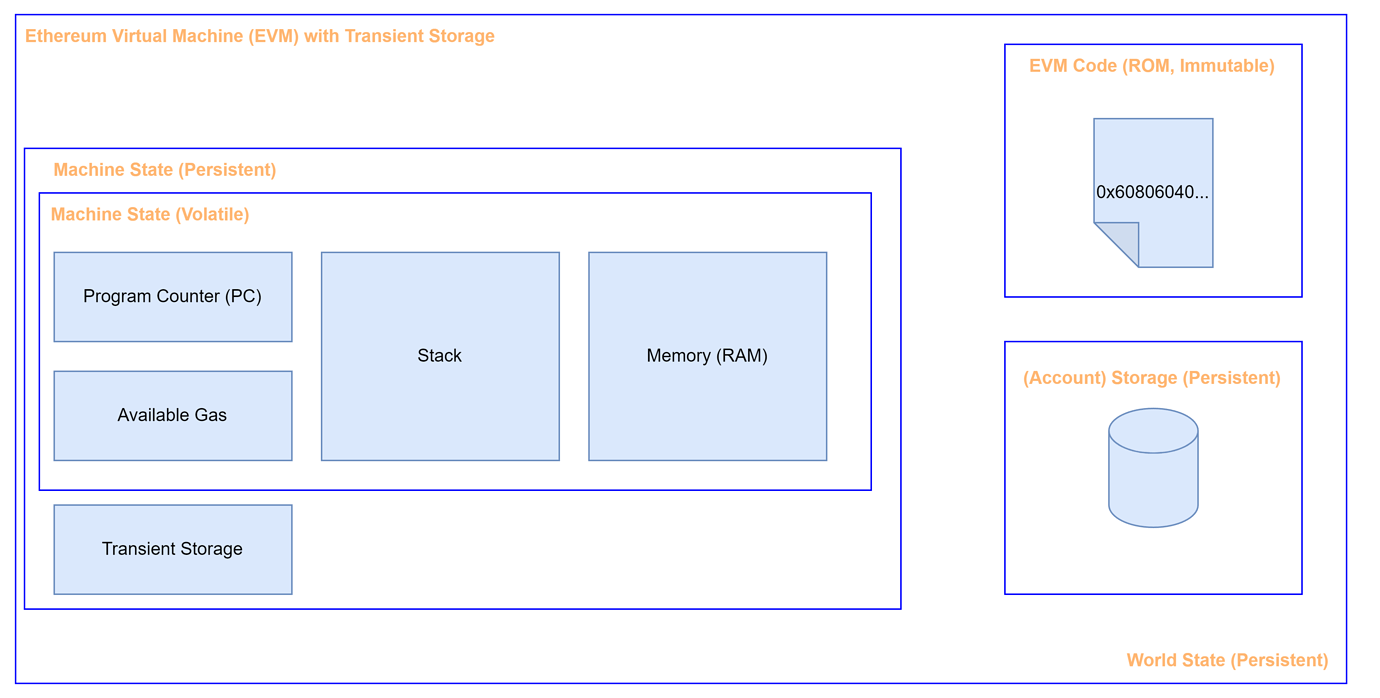 Ethereum Virtual Machine (EVM) with Transient Storage
EVM Code (ROM, Immutable)
0x60806040...
Machine State (Persistent)
Machine State (Volatile)
Program Counter (PC)
Stack
Memory (RAM)
Available Gas
Transient Storage
(Account) Storage (Persistent)
World State (Persistent)